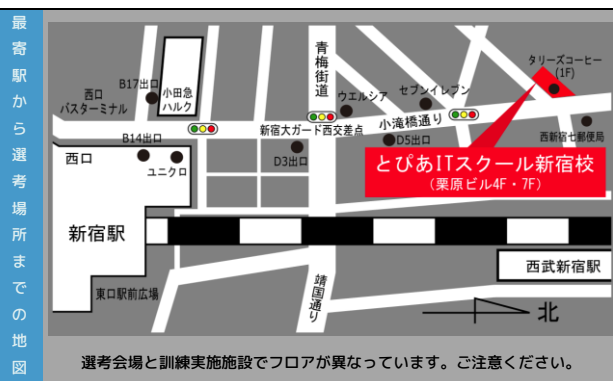 最寄駅から選考場所までの地図
青梅街道
タリーズコーヒー
(1F)
B17出口
小田急
ハルク
西口
バスターミナル
ウエルシア
セブンイレブン
新宿大ガード西交差点
小滝橋通り
西新宿七郵便局
B14出口
D3出口
D5出口
西口
ユニクロ
とぴあITスクール新宿校
(栗原ビル4F・7F)
新宿駅
西武新宿駅
東口駅前広場
靖国通り
北
選考会場と訓練実施施設でフロアが異なっています。ご注意ください。